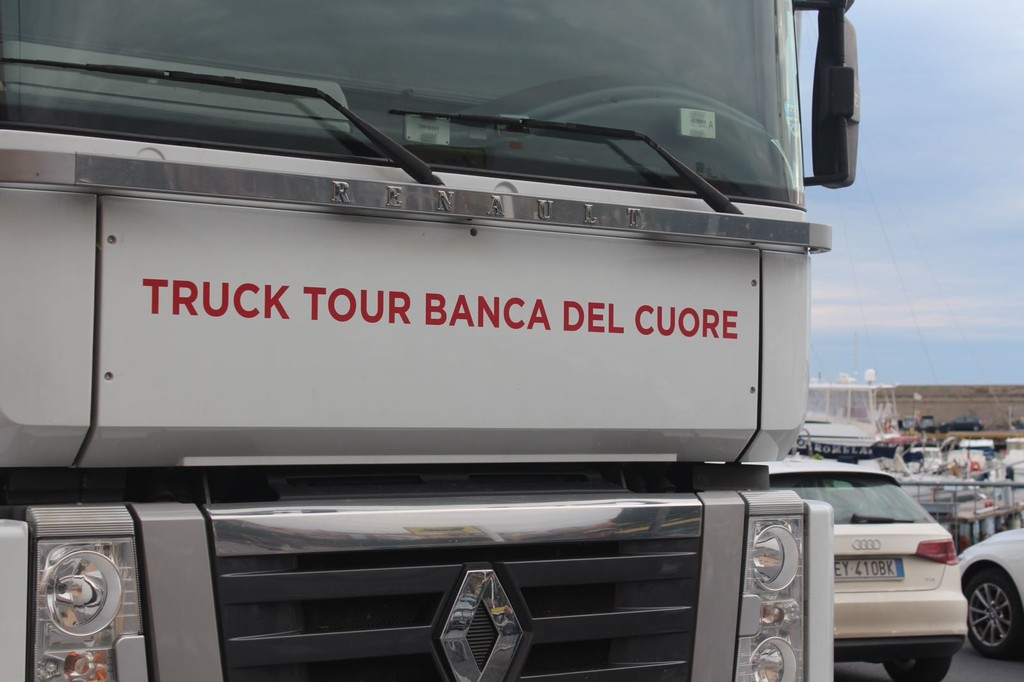 RENAULT
TRUCK TOUR BANCA DEL CUORE
EY 410BK